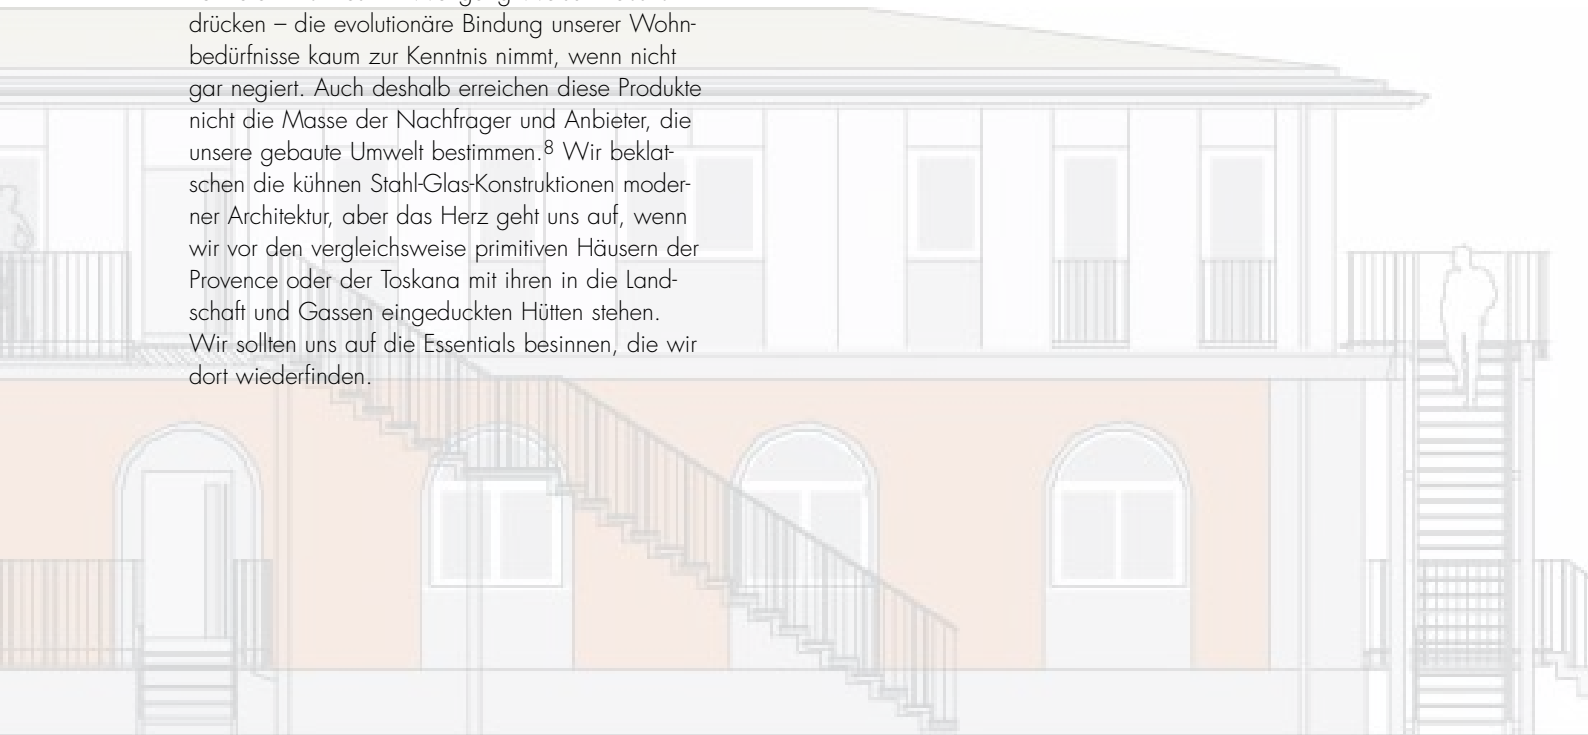 drücken – die evolutionäre Bindung unserer Wohn-
bedürfnisse kaum zur Kenntnis nimmt, wenn nicht
gar negiert. Auch deshalb erreichen diese Produkte
nicht die Masse der Nachfrager und Anbieter, die
unsere gebaute Umwelt bestimmen.8 Wir beklat-
schen die kühnen Stahl-Glas-Konstruktionen moder-
ner Architektur, aber das Herz geht uns auf, wenn
wir vor den vergleichsweise primitiven Häusern der
Provence oder der Toskana mit ihren in die Land-
schaft und Gassen eingeduckten Hütten stehen.
Wir sollten uns auf die Essentials besinnen, die wir
dort wiederfinden.